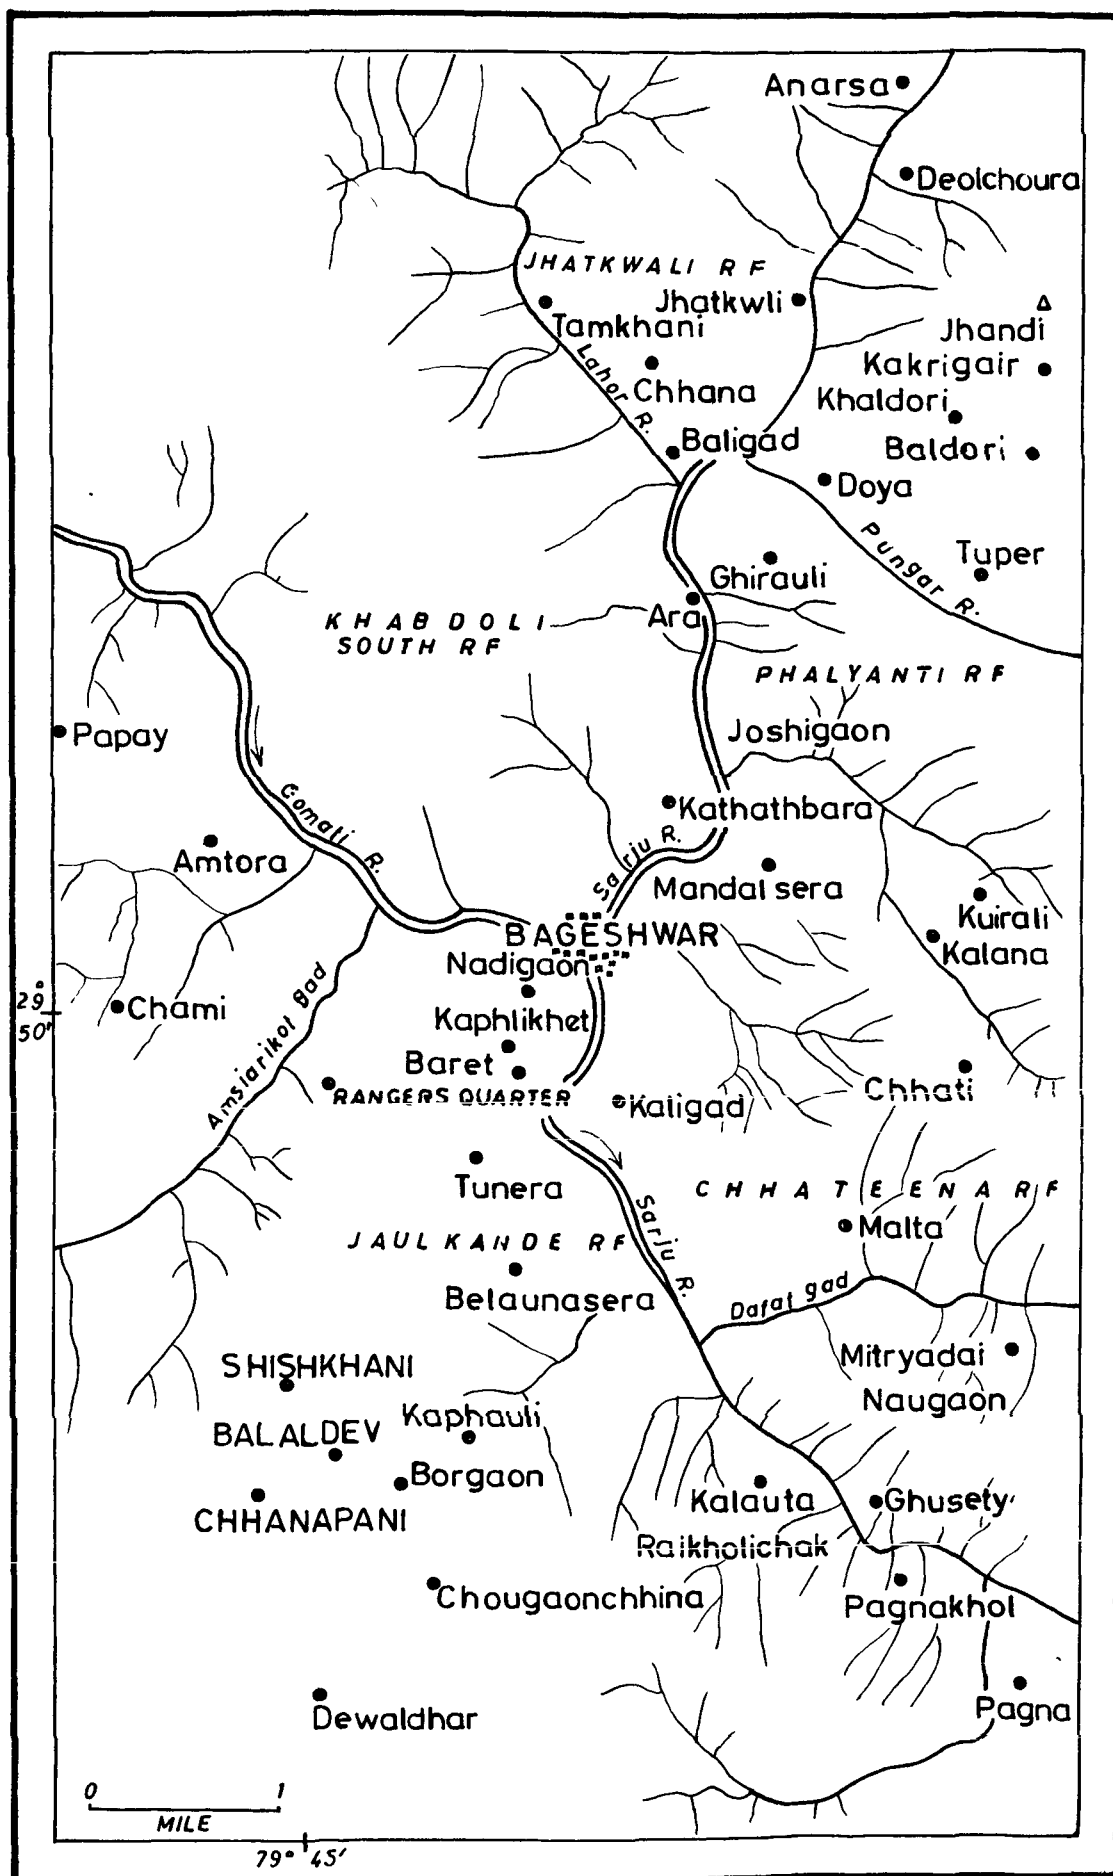 Anarsa
Deolchoura
JHATKWALI RF
Jhatkwli
Tamkhani
Jhandi
Lahor R.
Kakrigair
Chhana
Khaldori
Baligad
Baldori
Doya
Pungar R.
Tuper
Ghirauli
Ara
KHABDOLI
SOUTH RF
PHALYANTI RF
Papay
Joshigaon
Gomati R.
Kathathbara
Amtora
Sarju R.
Mandalsera
Kuirali
BAGESHWAR
Kalana
Nadigaon
29°
50'
Chami
Kaphlikhet
Amsiarikot Gad
Baret
Chhati
RANGERS QUARTER
Kaligad
Tunera
CHHATEENA RF
Malta
Sarju R.
JAULKANDE RF
Belaunasera
Dafat gad
Mitryadai
SHISHKHANI
Naugaon
Kaphauli
BALALDEV
Borgaon
Kalauta
Ghusety
CHHANAPANI
Raikholichak
Chougaonchhina
Pagnakhol
Pagna
Dewaldhar
0 1
MILE
79° 45'